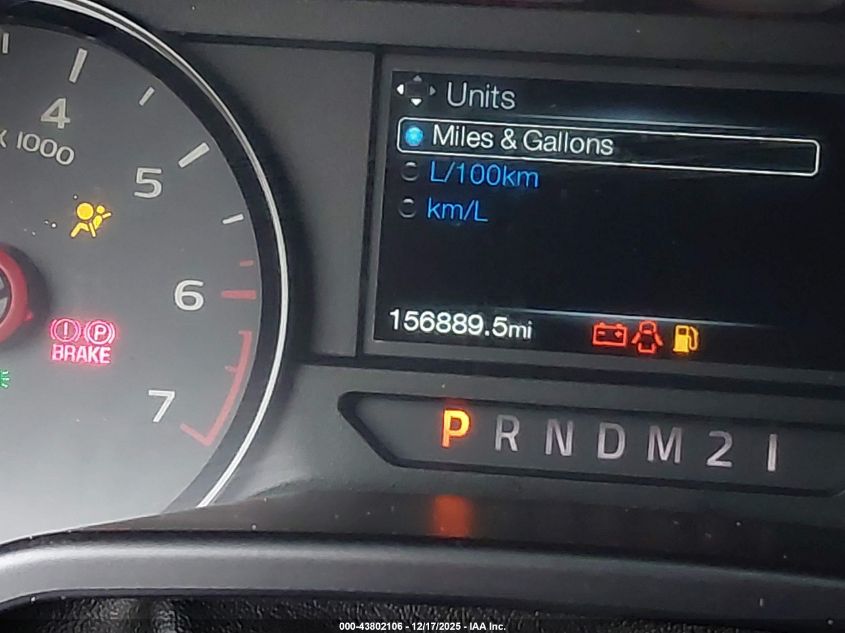 4
x 1000
5
6
7
BRAKE
P
Units
Miles & Gallons
L/100km
km/L
156889.5mi
P R N D M 2 1
000-43802106 - 12/17/2025 - IAA Inc.